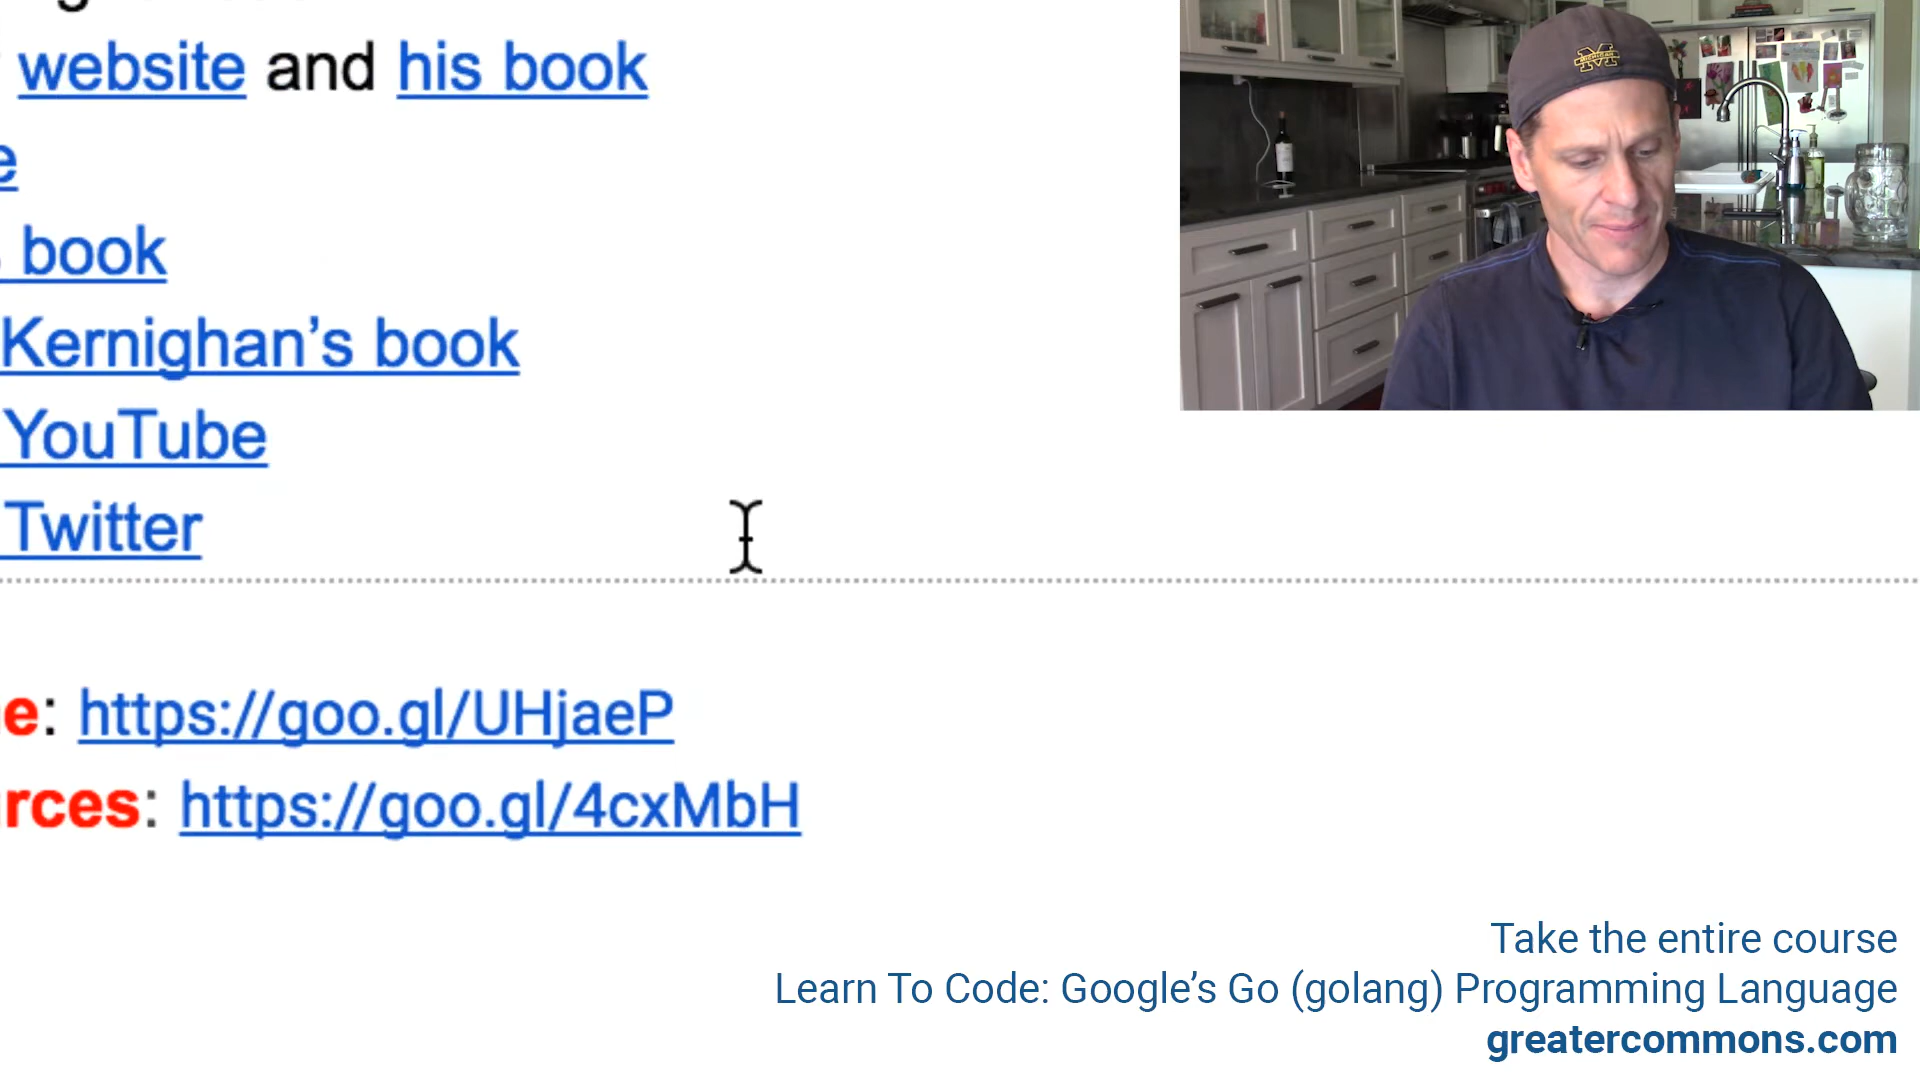 website and his book
book
Kernighan’s book
YouTube
Twitter
e: https://goo.gl/UHjaeP
rces: https://goo.gl/4cxMbH
Take the entire course
Learn To Code: Google’s Go (golang) Programming Language
greatercommons.com